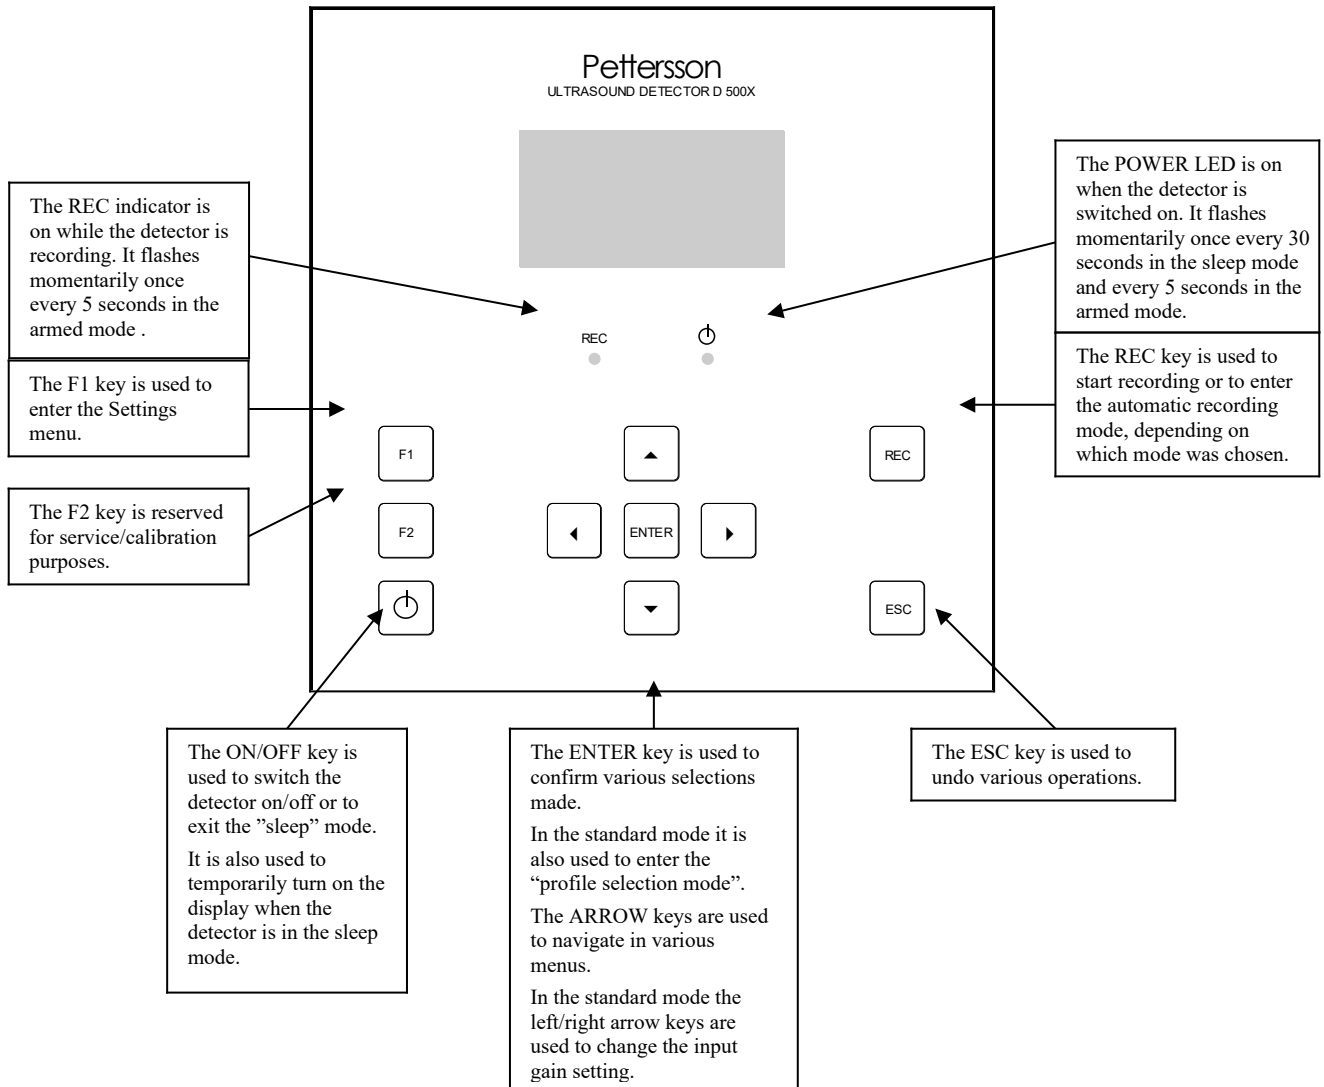 Pettersson
ULTRASOUND DETECTOR D 500X
The REC indicator is
on while the detector is
recording. It flashes
momentarily once
every 5 seconds in the
armed mode .
The POWER LED is on
when the detector is
switched on. It flashes
momentarily once every 30
seconds in the sleep mode
and every 5 seconds in the
armed mode.
REC
The F1 key is used to
enter the Settings
menu.
The REC key is used to
start recording or to enter
the automatic recording
mode, depending on
which mode was chosen.
F1
REC
The F2 key is reserved
for service/calibration
purposes.
F2
ENTER
ESC
The ON/OFF key is
used to switch the
detector on/off or to
exit the ”sleep” mode.
It is also used to
temporarily turn on the
display when the
detector is in the sleep
mode.
The ENTER key is used to
confirm various selections
made.
In the standard mode it is
also used to enter the
“profile selection mode”.
The ARROW keys are used
to navigate in various
menus.
In the standard mode the
left/right arrow keys are
used to change the input
gain setting.
The ESC key is used to
undo various operations.